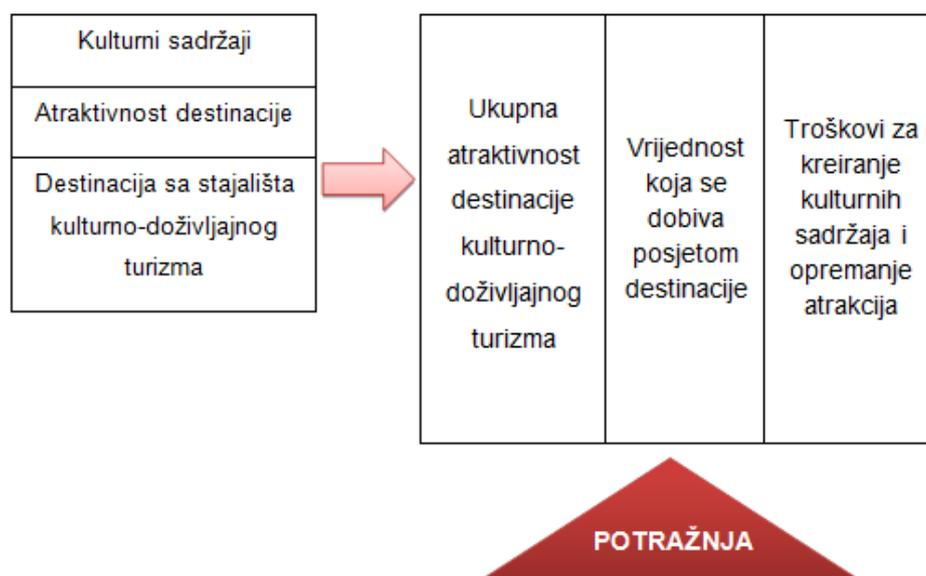 Kulturni sadržaji
Atraktivnost destinacije
Destinacija sa stajališta
kulturno-doživljajnog
turizma
Ukupna
atraktivnost
destinacije
kulturno-
doživljajnog
turizma
Vrijednost
koja se
dobiva
posjetom
destinacije
Troškovi za
kreiranje
kulturnih
sadržaja i
opremanje
atrakcija
POTRAŽNJA